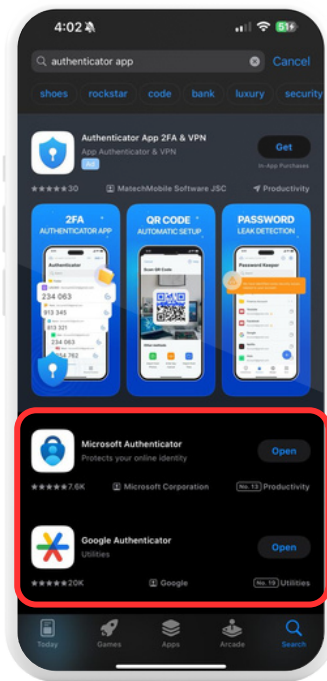 4:02
51
authenticator app
Cancel
shoes rockstar code bank luxury security
Authenticator App 2FA & VPN
App Authenticator & VPN
Ad
Get
In-App Purchases
★★★★★30 MatechMobile Software JSC Productivity
2FA
AUTHENTICATOR APP
QR CODE
AUTOMATIC SETUP
PASSWORD
LEAK DETECTION
Authenticator
Scan QR Code
Password Keeper
234 063
913 345
813 321
234 063
Microsoft Authenticator
Protects your online identity
Open
★★★★★7.6K Microsoft Corporation No. 13 Productivity
Google Authenticator
Utilities
Open
★★★★★20K Google No. 19 Utilities
Today Games Apps Arcade Search